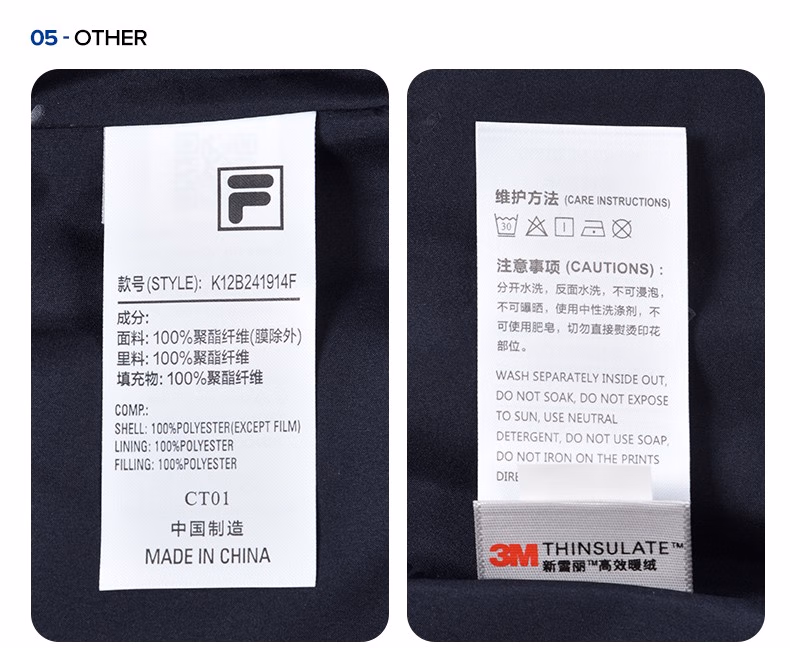 05 - OTHER
F
款号(STYLE): K12B241914F
成分:
面料: 100%聚酯纤维(膜除外)
里料: 100%聚酯纤维
填充物: 100%聚酯纤维
COMP.:
SHELL: 100%POLYESTER(EXCEPT FILM)
LINING: 100%POLYESTER
FILLING: 100%POLYESTER
CT01
中国制造
MADE IN CHINA
维护方法 (CARE INSTRUCTIONS)
30
注意事项 (CAUTIONS) :
分开水洗，反面水洗，不可浸泡，
不可曝晒，使用中性洗涤剂，不
可使用肥皂，切勿直接熨烫印花
部位。
WASH SEPARATELY INSIDE OUT,
DO NOT SOAK, DO NOT EXPOSE
TO SUN, USE NEUTRAL
DETERGENT, DO NOT USE SOAP,
DO NOT IRON ON THE PRINTS
3M THINSULATE™
新雪丽™高效暖绒